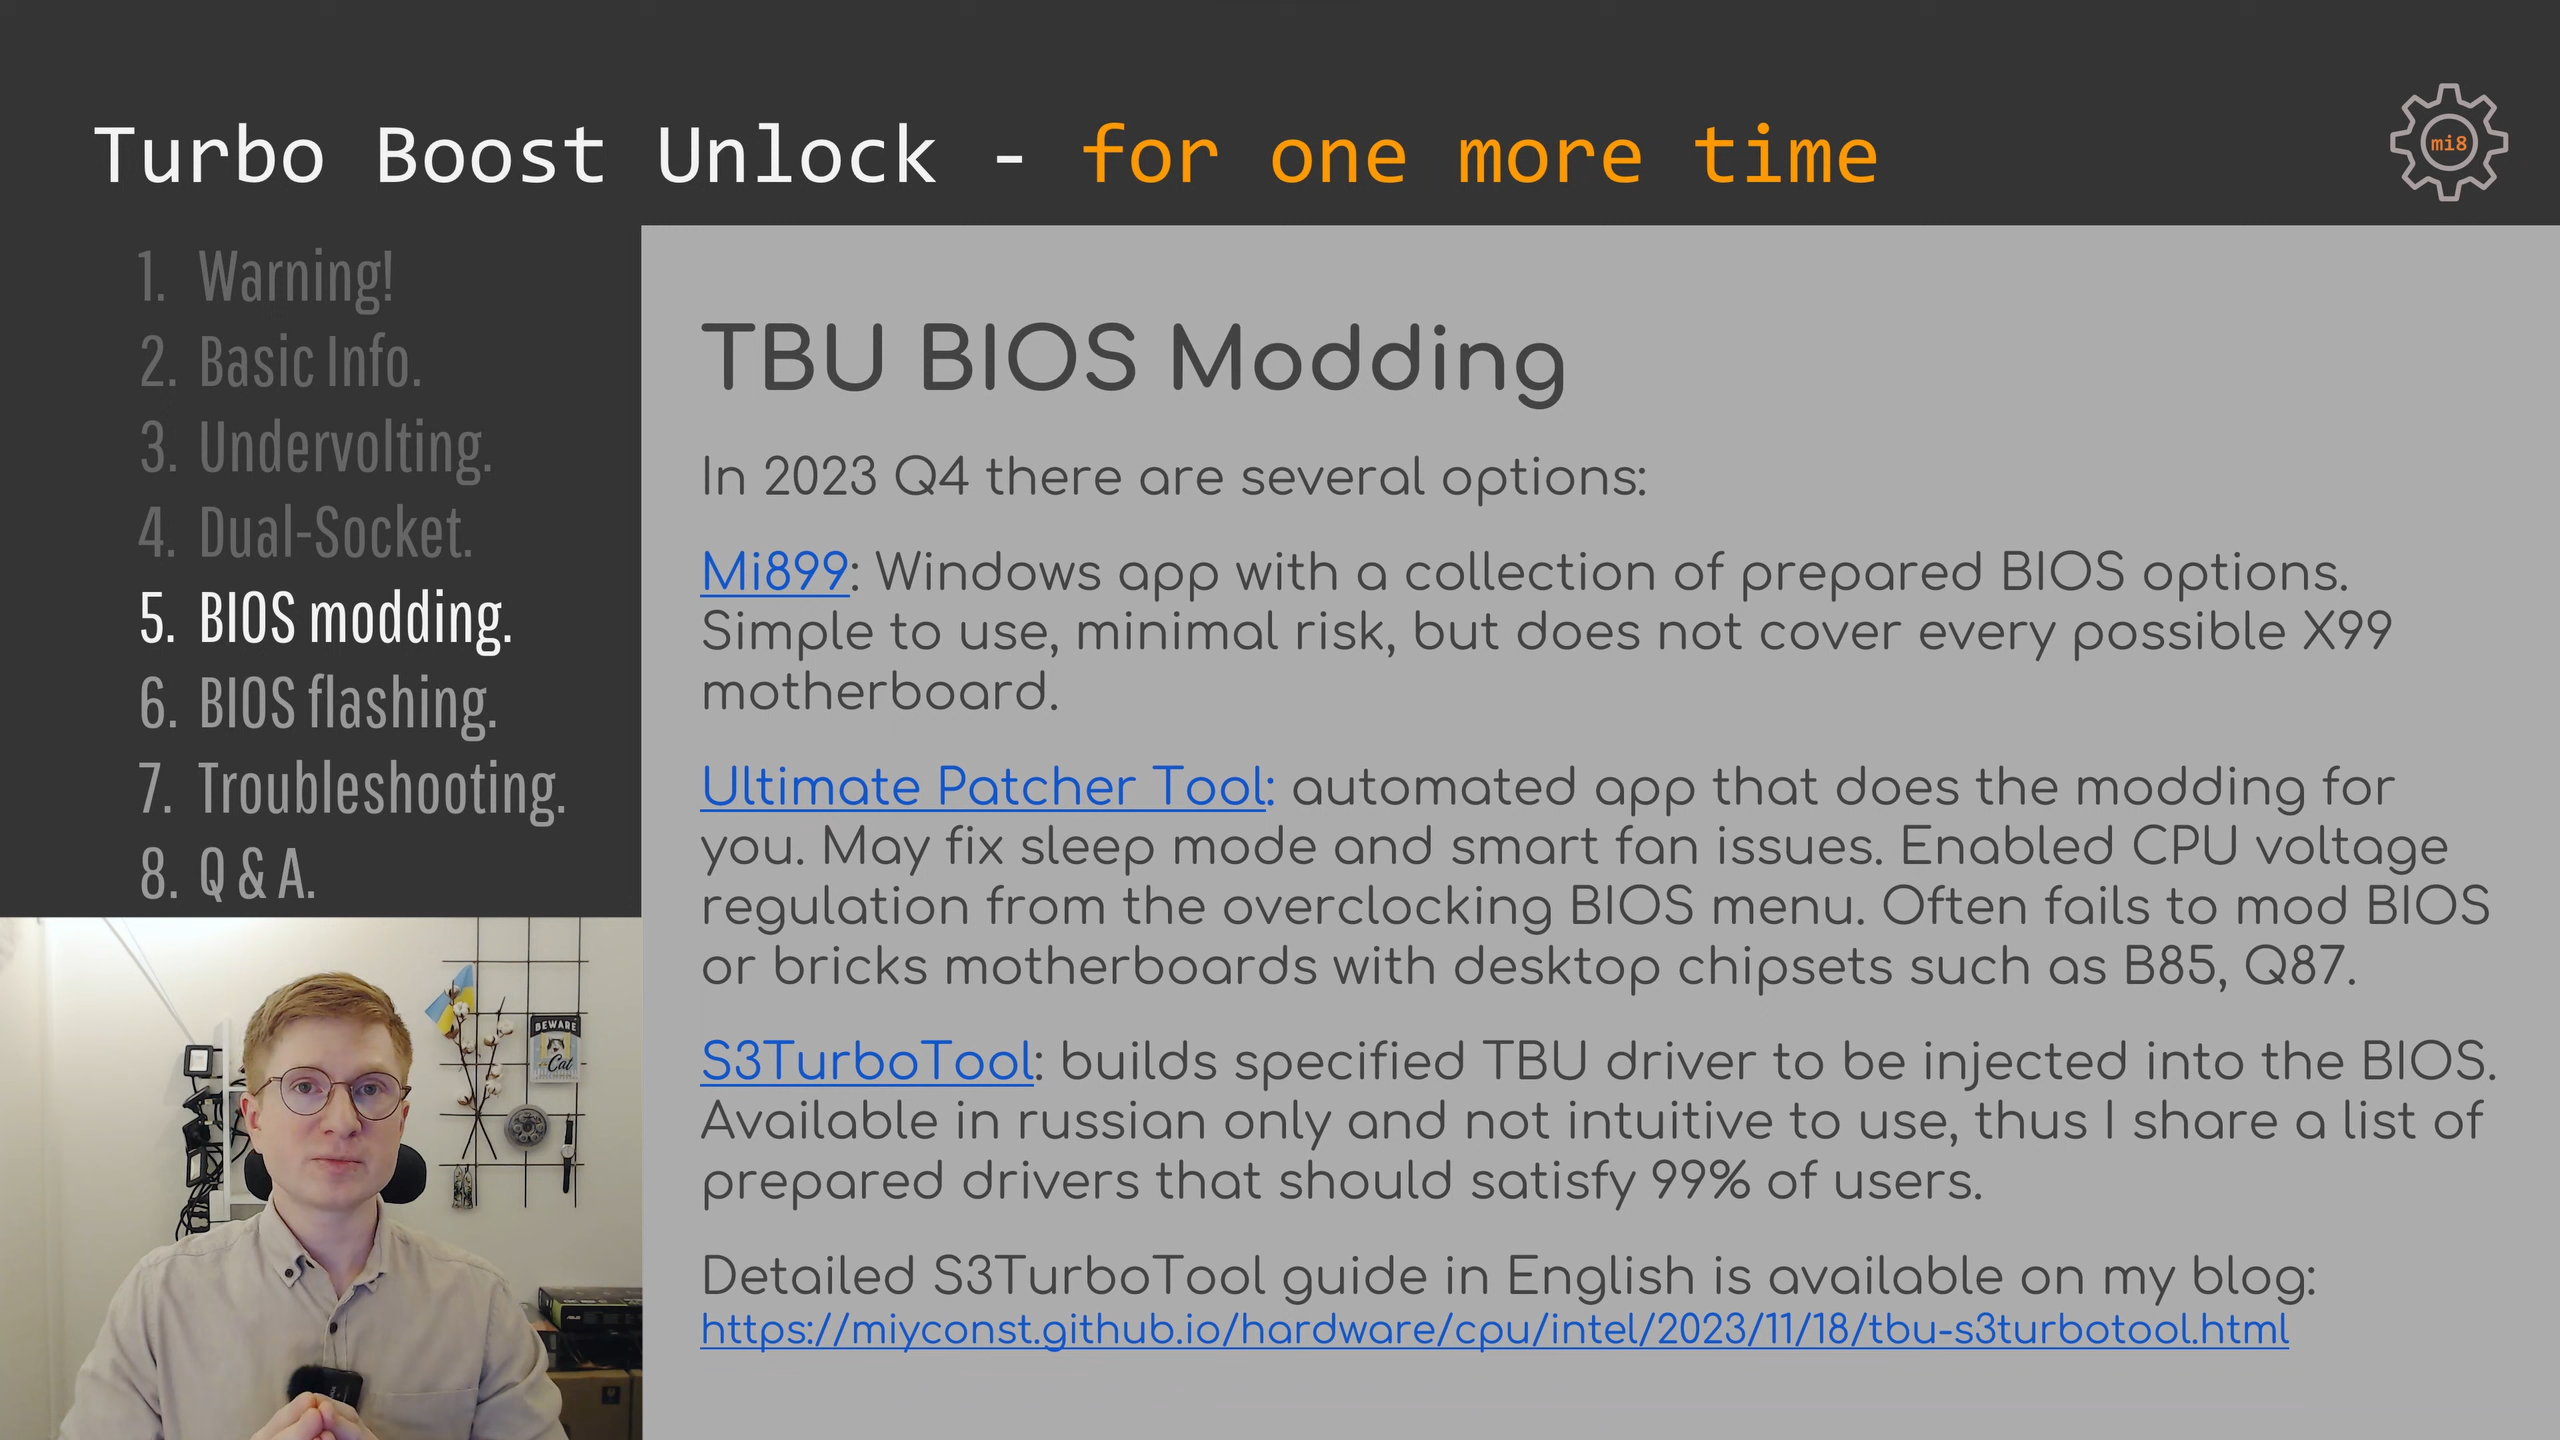 Turbo Boost Unlock - for one more time
mi8
1. Warning!
2. Basic Info.
3. Undervolting.
4. Dual-Socket.
5. BIOS modding.
6. BIOS flashing.
7. Troubleshooting.
8. Q & A.
TBU BIOS Modding
In 2023 Q4 there are several options:
Mi899: Windows app with a collection of prepared BIOS options.
Simple to use, minimal risk, but does not cover every possible X99
motherboard.
Ultimate Patcher Tool: automated app that does the modding for
you. May fix sleep mode and smart fan issues. Enabled CPU voltage
regulation from the overclocking BIOS menu. Often fails to mod BIOS
or bricks motherboards with desktop chipsets such as B85, Q87.
S3TurboTool: builds specified TBU driver to be injected into the BIOS.
Available in russian only and not intuitive to use, thus I share a list of
prepared drivers that should satisfy 99% of users.
Detailed S3TurboTool guide in English is available on my blog:
https://miyconst.github.io/hardware/cpu/intel/2023/11/18/tbu-s3turbotool.html
BEWARE
Cat